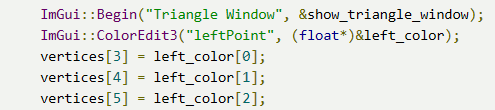 ImGui::Begin("Triangle Window", &show_triangle_window);
ImGui::ColorEdit3("leftPoint", (float*)&left_color);
vertices[3] = left_color[0];
vertices[4] = left_color[1];
vertices[5] = left_color[2];